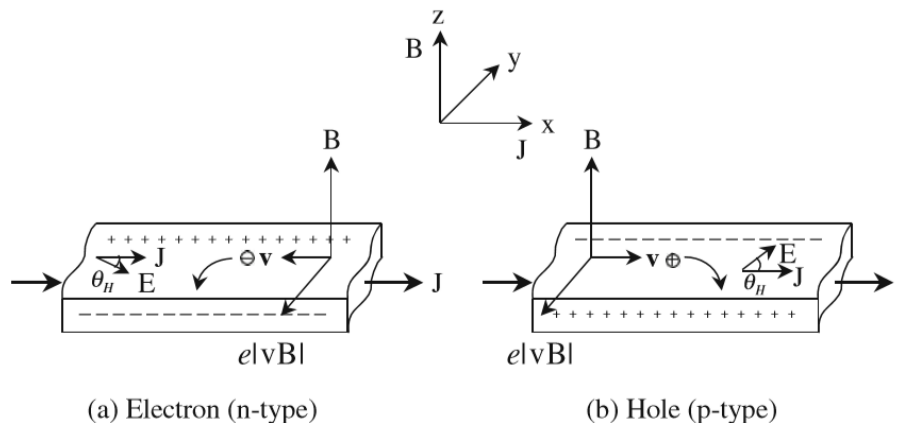 z
B
y
x
J
B
B
+ + + + + + + + + + + + + +
J
⊖ v
E
θH
J
e|vB|
– – – – – – – – – – – – – –
v ⊕
E
J
θH
+ + + + + + + + + + + + + +
e|vB|
(a) Electron (n-type)
(b) Hole (p-type)